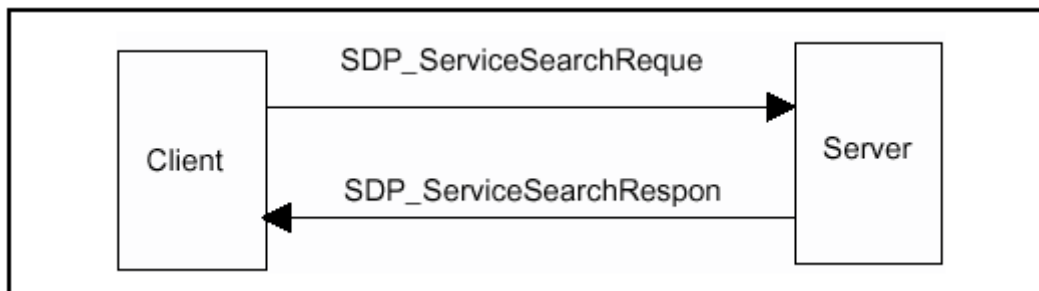 SDP_ServiceSearchReque
Client
Server
SDP_ServiceSearchRespon